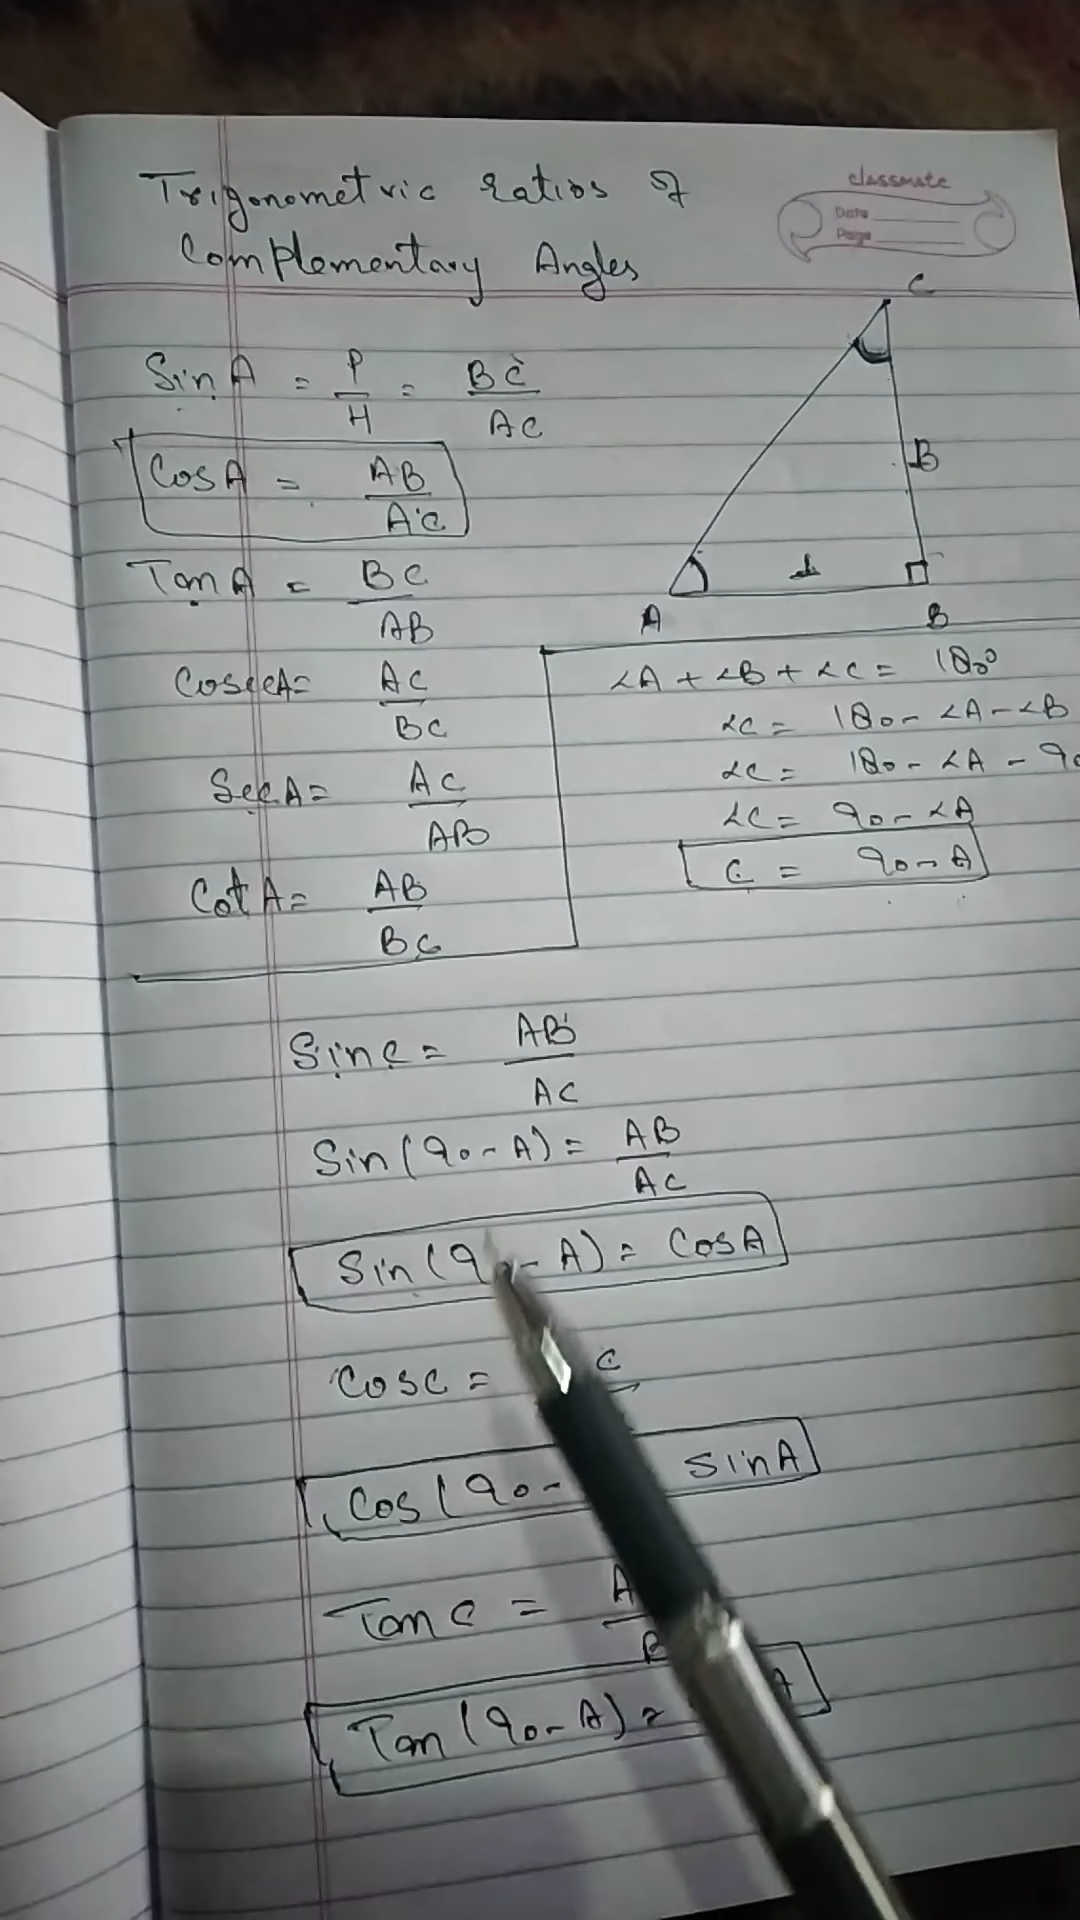 Trigonometric ratios of
Complementary Angles
classmate
Date
Page
Sin A = P/H = BC/AC
Cos A = AB/AC
Tan A = BC/AB
Cosec A = AC/BC
Sec A = AC/AB
Cot A = AB/BC
C
B
A
B
∠A + ∠B + ∠C = 180°
∠C = 180 - ∠A - ∠B
∠C = 180 - ∠A - 90
∠C = 90 - ∠A
C = 90 - A
Sin C = AB/AC
Sin (90 - A) = AB/AC
Sin (90 - A) = Cos A
Cos C = C
Cos (90 - Sin A
Tan C = A/B
Tan (90 - A) = A